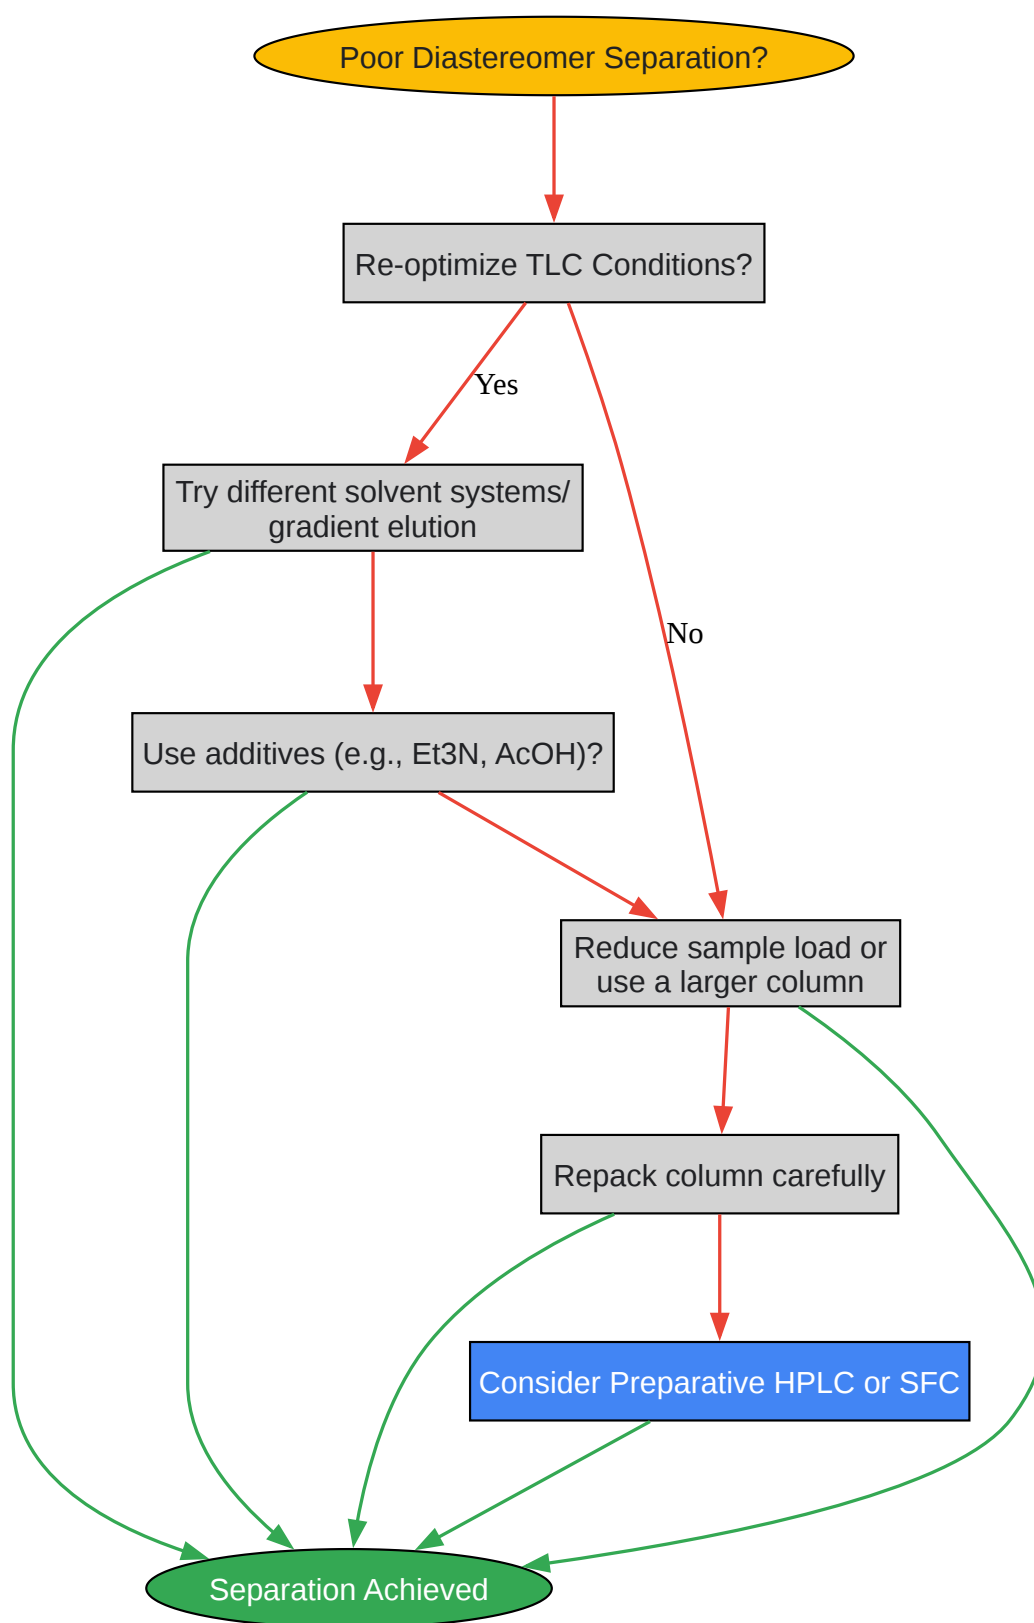 Poor Diastereomer Separation?
Re-optimize TLC Conditions?
Yes
Try different solvent systems/
gradient elution
No
Use additives (e.g., Et3N, AcOH)?
Reduce sample load or
use a larger column
Repack column carefully
Consider Preparative HPLC or SFC
Separation Achieved